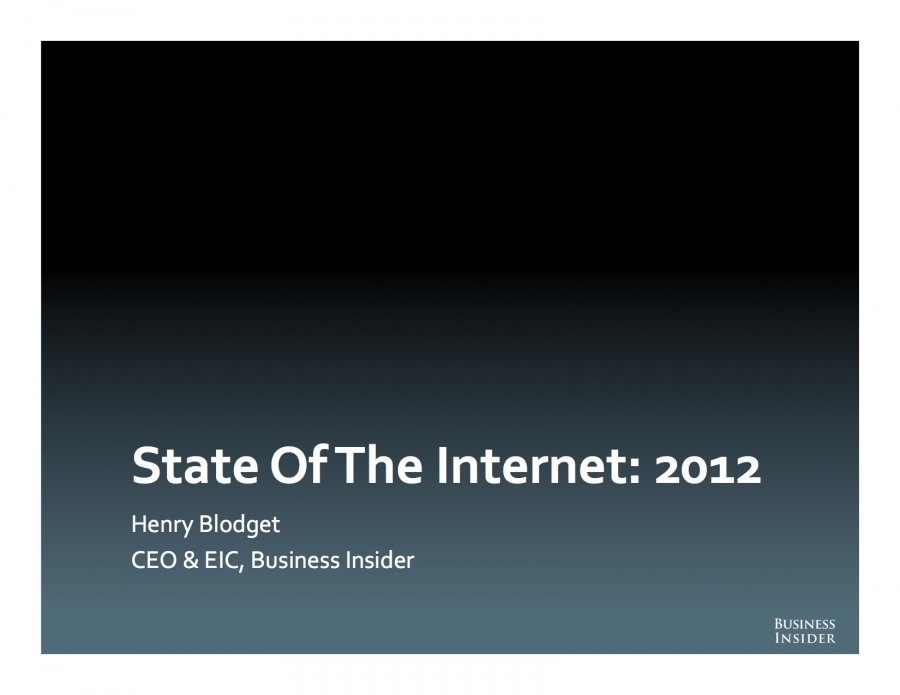 State Of The Internet: 2012
Henry Blodget
CEO & EIC, Business Insider
BUSINESS
INSIDER